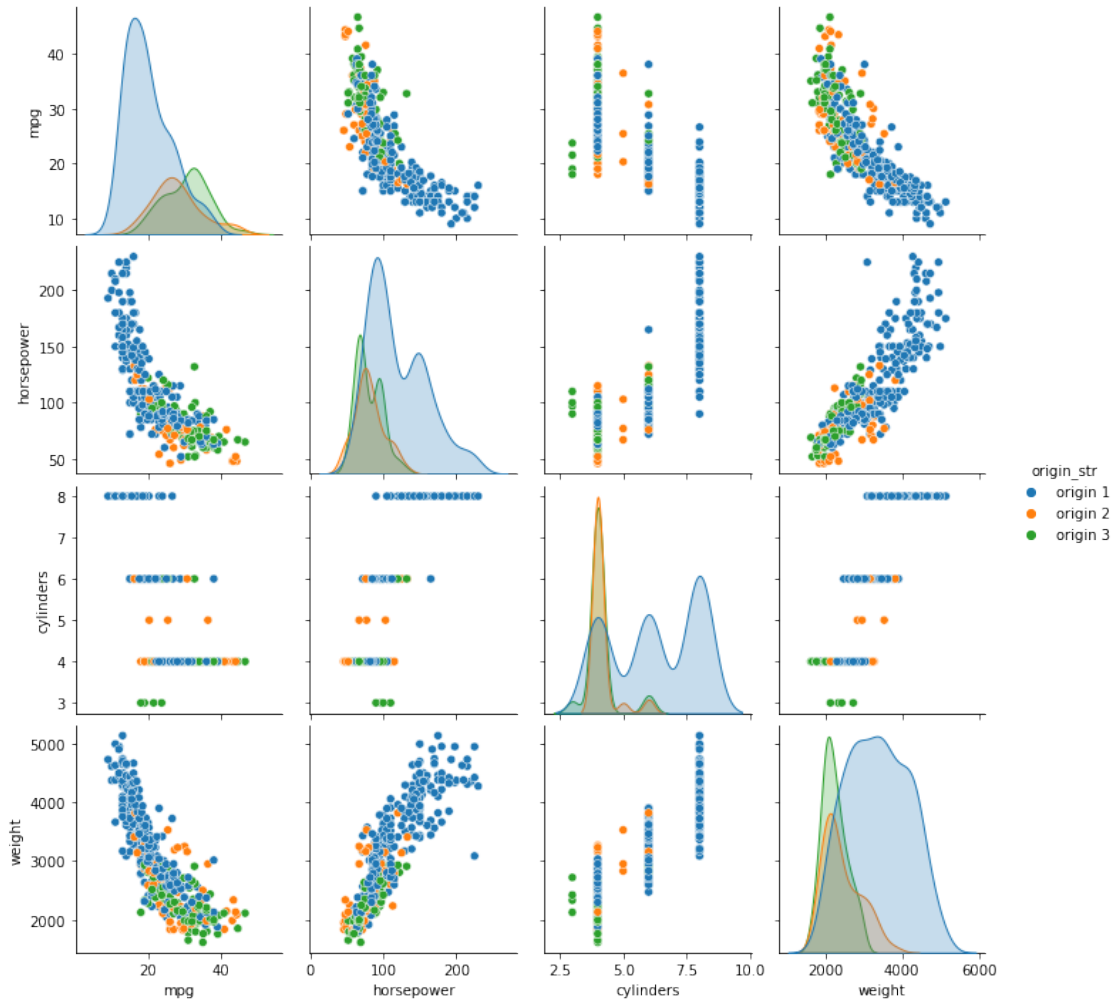 mpg
40
30
20
10
horsepower
200
150
100
50
cylinders
8
7
6
5
4
3
origin_str
origin 1
origin 2
origin 3
weight
5000
4000
3000
2000
20 40
0 100 200
2.5 5.0 7.5 10.0
2000 4000 6000
mpg horsepower cylinders weight